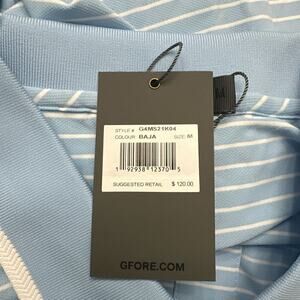 STYLE # G4MS21K04
COLOUR BAJA SIZE: M
1 92938 12370 5
SUGGESTED RETAIL $ 120.00
GFORE.COM
M